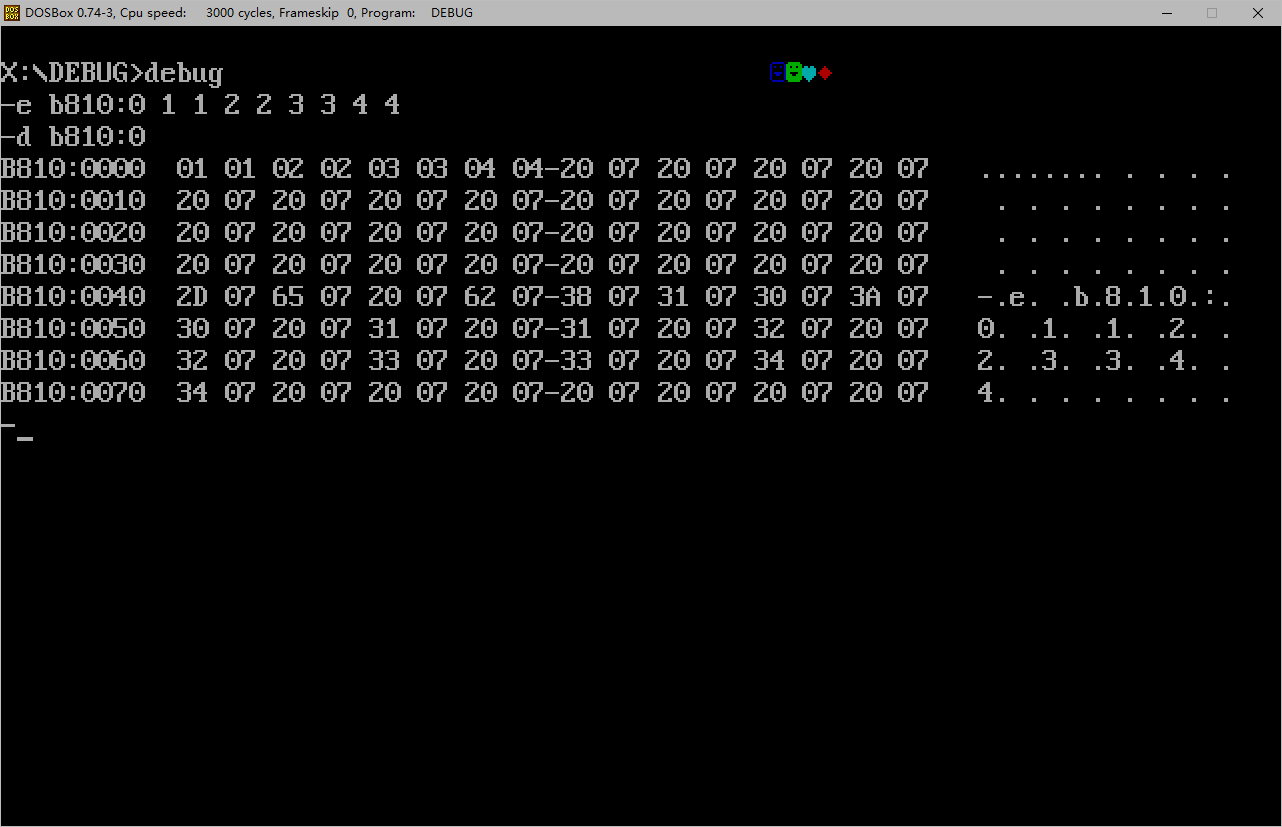 DOSBox 0.74-3, Cpu speed: 3000 cycles, Frameskip 0, Program: DEBUG
X:\DEBUG>debug ☺☻♥♦
-e b810:0 1 1 2 2 3 3 4 4
-d b810:0
B810:0000 01 01 02 02 03 03 04 04-20 07 20 07 20 07 20 07 ........ . . . .
B810:0010 20 07 20 07 20 07 20 07-20 07 20 07 20 07 20 07 . . . . . . . .
B810:0020 20 07 20 07 20 07 20 07-20 07 20 07 20 07 20 07 . . . . . . . .
B810:0030 20 07 20 07 20 07 20 07-20 07 20 07 20 07 20 07 . . . . . . . .
B810:0040 2D 07 65 07 20 07 62 07-38 07 31 07 30 07 3A 07 -.e. .b.8.1.0.:.
B810:0050 30 07 20 07 31 07 20 07-31 07 20 07 32 07 20 07 0. .1. .1. .2. .
B810:0060 32 07 20 07 33 07 20 07-33 07 20 07 34 07 20 07 2. .3. .3. .4. .
B810:0070 34 07 20 07 20 07 20 07-20 07 20 07 20 07 20 07 4. . . . . . . .
-_